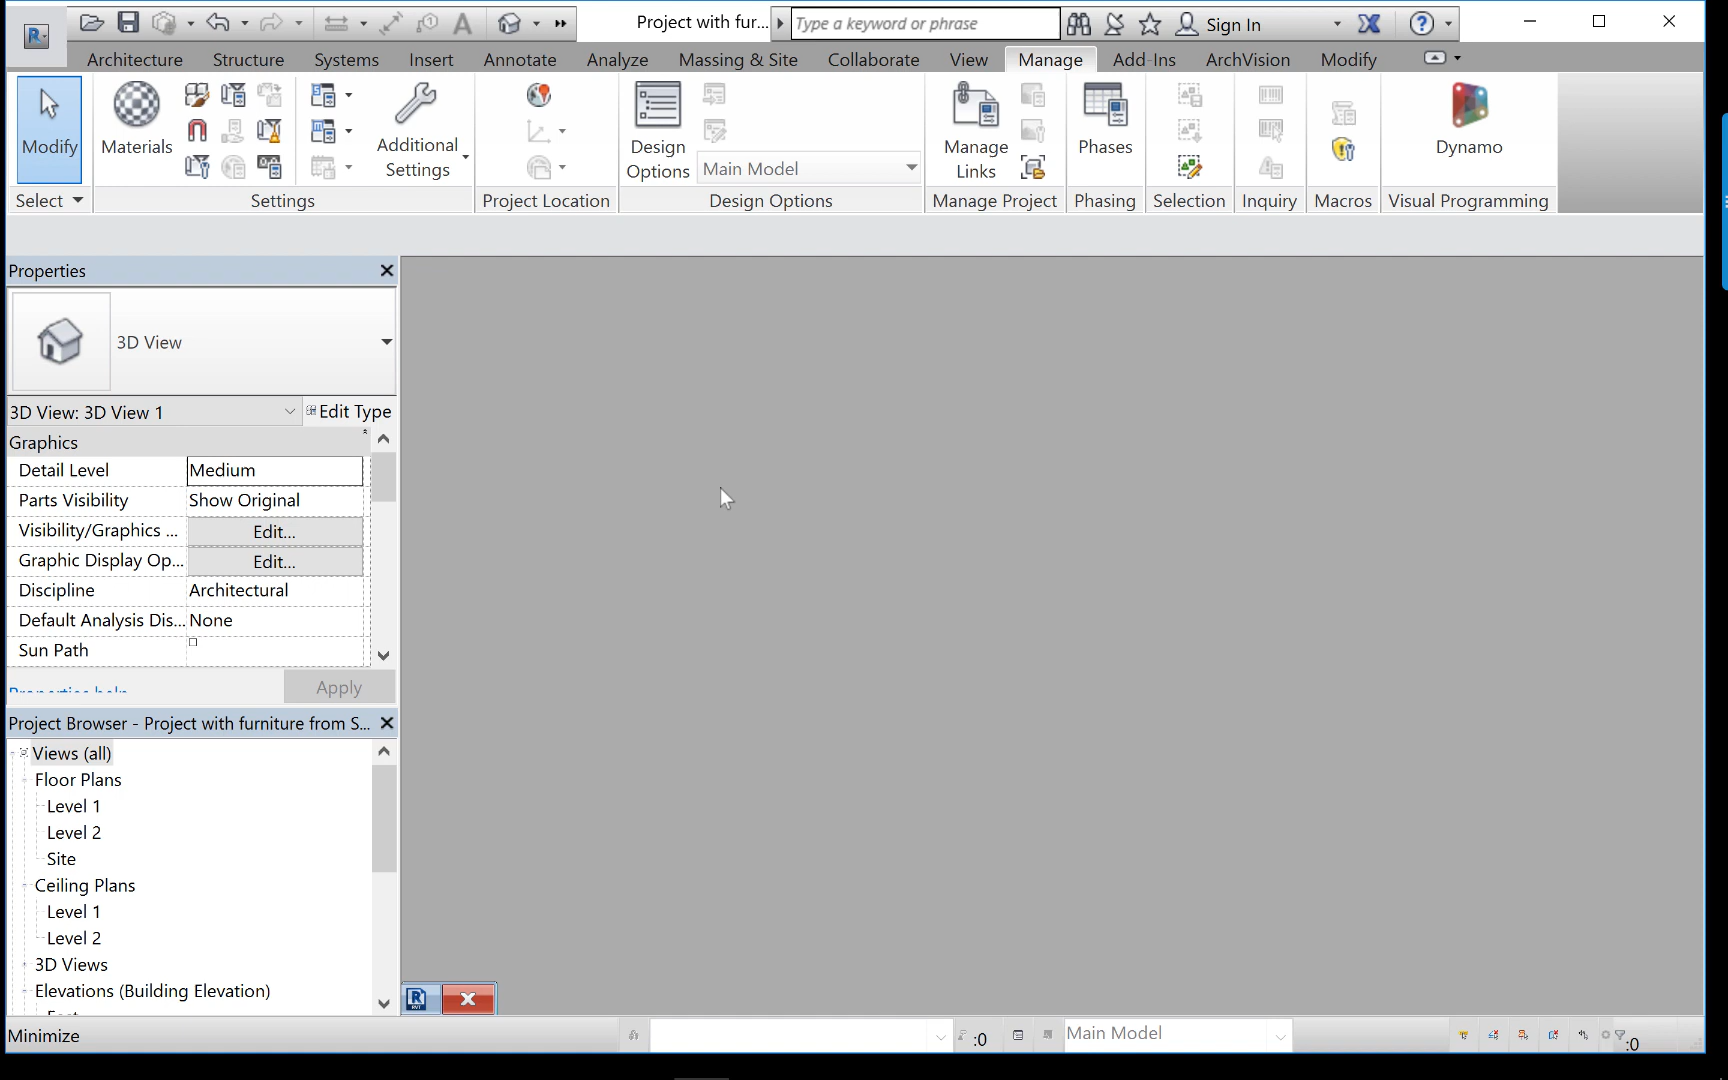 Project with fur...
Type a keyword or phrase
Sign In
Architecture Structure Systems Insert Annotate Analyze Massing & Site Collaborate View Manage Add-Ins ArchVision Modify
Modify
Materials
Additional
Settings
Design
Options
Main Model
Manage
Links
Phases
Dynamo
Select Settings Project Location Design Options Manage Project Phasing Selection Inquiry Macros Visual Programming
Properties
3D View
3D View: 3D View 1
Edit Type
Graphics
Detail Level Medium
Parts Visibility Show Original
Visibility/Graphics ... Edit...
Graphic Display Op... Edit...
Discipline Architectural
Default Analysis Dis... None
Sun Path
Properties help
Apply
Project Browser - Project with furniture from S...
Views (all)
Floor Plans
Level 1
Level 2
Site
Ceiling Plans
Level 1
Level 2
3D Views
Elevations (Building Elevation)
Minimize
:0
Main Model
:0